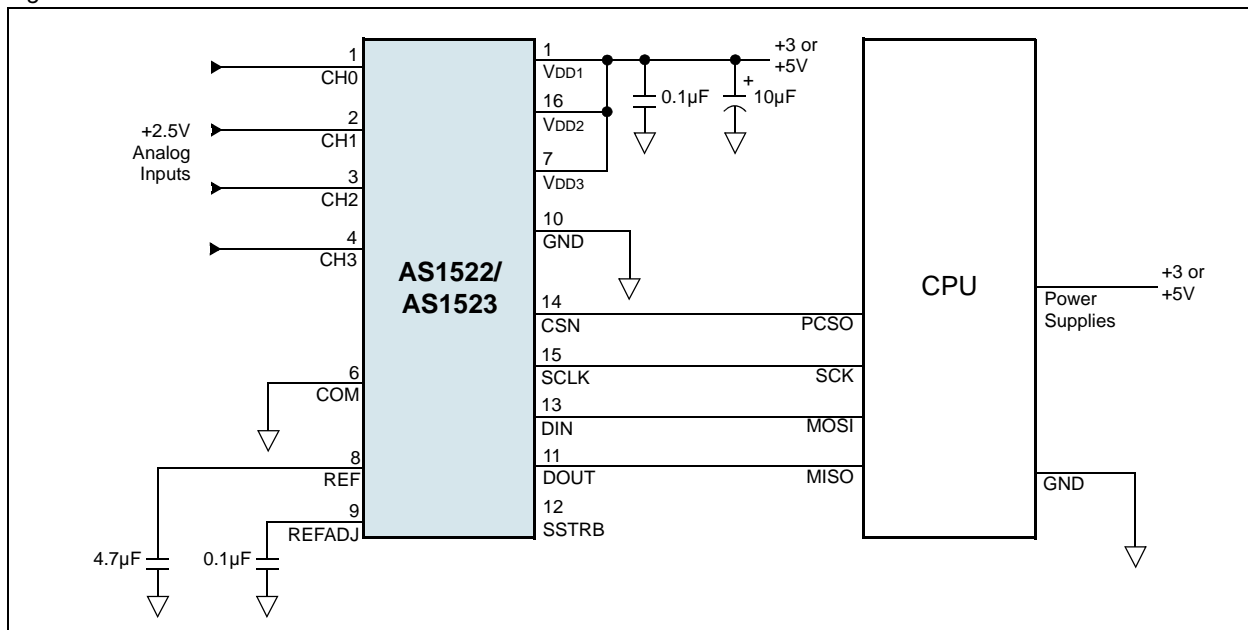 1
CH0
2
CH1
3
CH2
4
CH3
+2.5V
Analog
Inputs
6
COM
8
REF
9
REFADJ
4.7µF
0.1µF
AS1522/
AS1523
1
VDD1
16
VDD2
7
VDD3
10
GND
14
CSN
15
SCLK
13
DIN
11
DOUT
12
SSTRB
0.1µF
+
10µF
+3 or
+5V
PCSO
SCK
MOSI
MISO
CPU
Power
Supplies
+3 or
+5V
GND